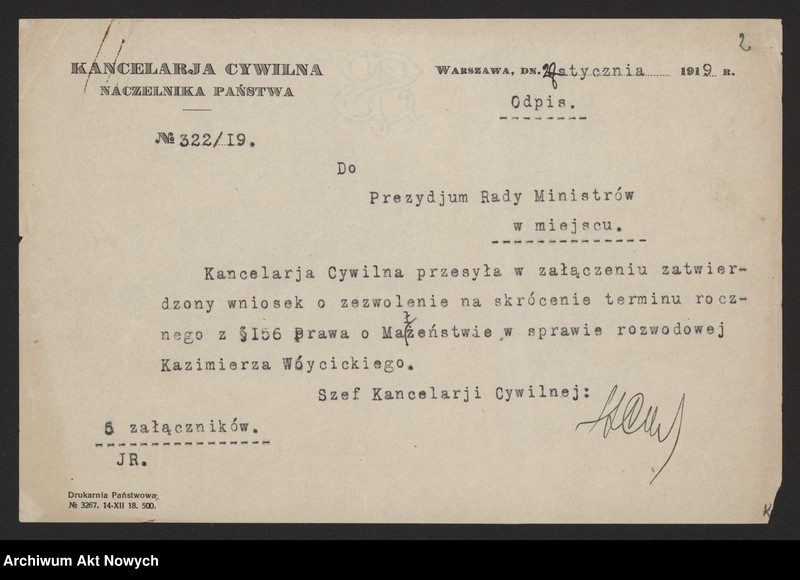 2
KANCELARJA CYWILNA
NACZELNIKA PAŃSTWA
WARSZAWA, DN. stycznia 1919 R.
Odpis.
№ 322/I9.
Do
Prezydjum Rady Ministrów
w miejscu.
Kancelarja Cywilna przesyła w załączeniu zatwier-
dzony wniosek o zezwolenie na skrócenie terminu rocz-
nego z §I56 Prawa o Małżeństwie w sprawie rozwodowej
Kazimierza Wóycickiego.
Szef Kancelarji Cywilnej:
5 załączników.
JR.
Drukarnia Państwowa,
№ 3267. 14-XII 18. 500.
K
Archiwum Akt Nowych